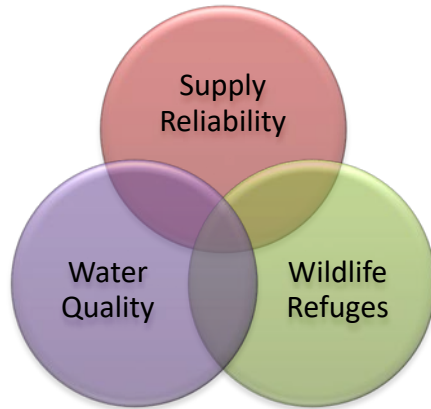 Supply
Reliability
Water
Quality
Wildlife
Refuges